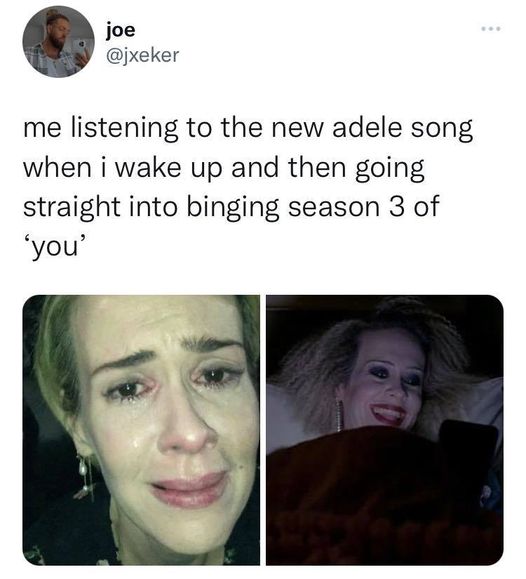 joe
@jxeker
me listening to the new adele song
when i wake up and then going
straight into binging season 3 of
‘you’